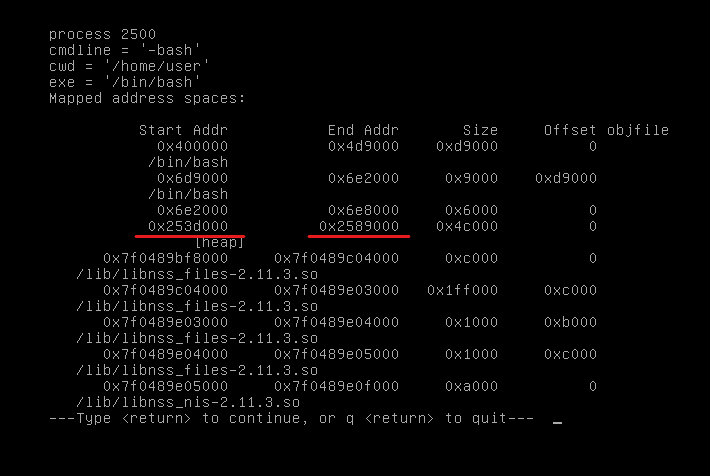 process 2500
cmdline = '-bash'
cwd = '/home/user'
exe = '/bin/bash'
Mapped address spaces:
Start Addr End Addr Size Offset objfile
0x400000 0x4d9000 0xd9000 0
/bin/bash
0x6d9000 0x6e2000 0x9000 0xd9000
/bin/bash
0x6e2000 0x6e8000 0x6000 0
0x253d000 0x2589000 0x4c000 0
[heap]
0x7f0489bf8000 0x7f0489c04000 0xc000 0
/lib/libnss_files-2.11.3.so
0x7f0489c04000 0x7f0489e03000 0x1ff000 0xc000
/lib/libnss_files-2.11.3.so
0x7f0489e03000 0x7f0489e04000 0x1000 0xb000
/lib/libnss_files-2.11.3.so
0x7f0489e04000 0x7f0489e05000 0x1000 0xc000
/lib/libnss_files-2.11.3.so
0x7f0489e05000 0x7f0489e0f000 0xa000 0
/lib/libnss_nis-2.11.3.so
---Type <return> to continue, or q <return> to quit--- _